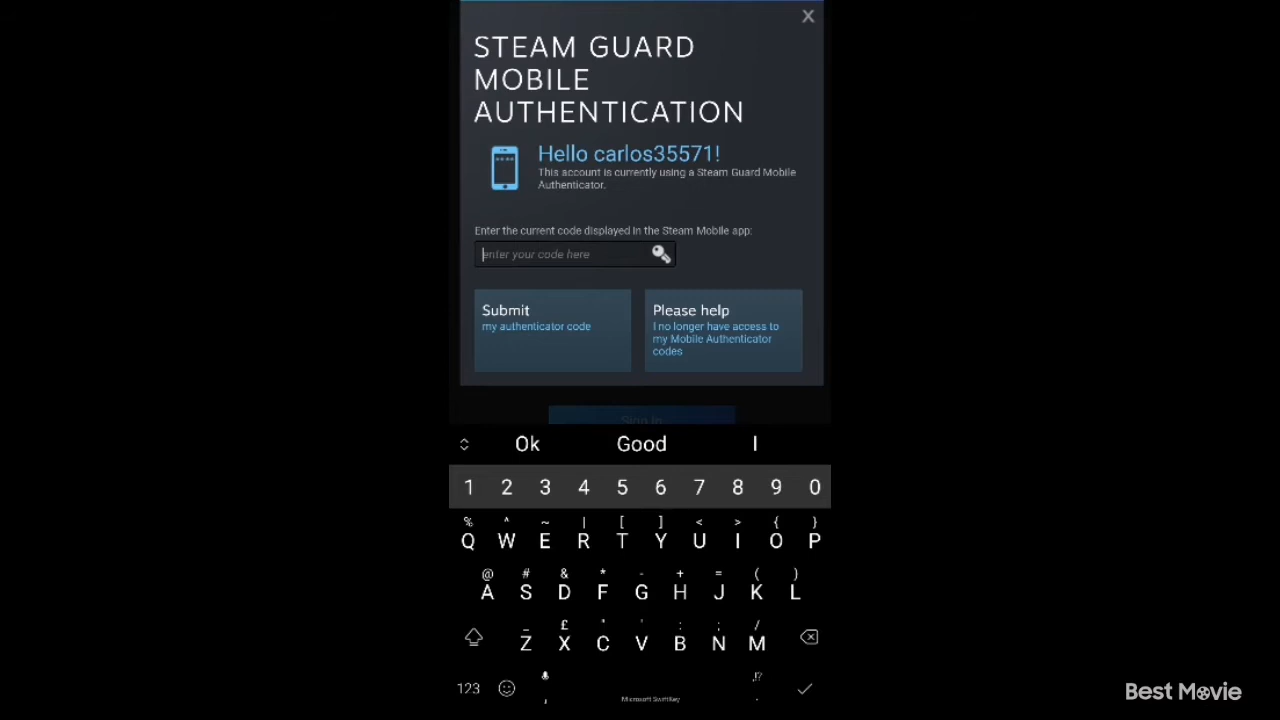 X
STEAM GUARD
MOBILE
AUTHENTICATION
Hello carlos35571!
This account is currently using a Steam Guard Mobile
Authenticator.
Enter the current code displayed in the Steam Mobile app:
enter your code here
Submit
my authenticator code
Please help
I no longer have access to
my Mobile Authenticator
codes
Sign in
Ok Good I
1 2 3 4 5 6 7 8 9 0
% ^ ~ | [ ] < > { }
Q W E R T Y U I O P
@ # & * - + = ( )
A S D F G H J K L
_ £ " ' : ; /
Z X C V B N M
123 , Microsoft SwiftKey .
,!?
Best Movie